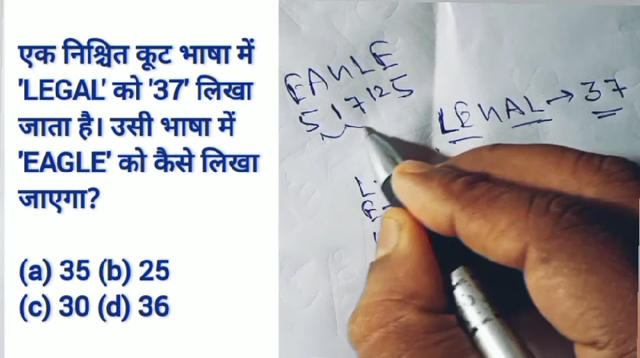 एक निश्चित कूट भाषा में
'LEGAL' को '37' लिखा
जाता है। उसी भाषा में
'EAGLE' को कैसे लिखा
जाएगा?
(a) 35 (b) 25
(c) 30 (d) 36
EAGLE
5 1 7 12 5
LEGAL → 37
L
E